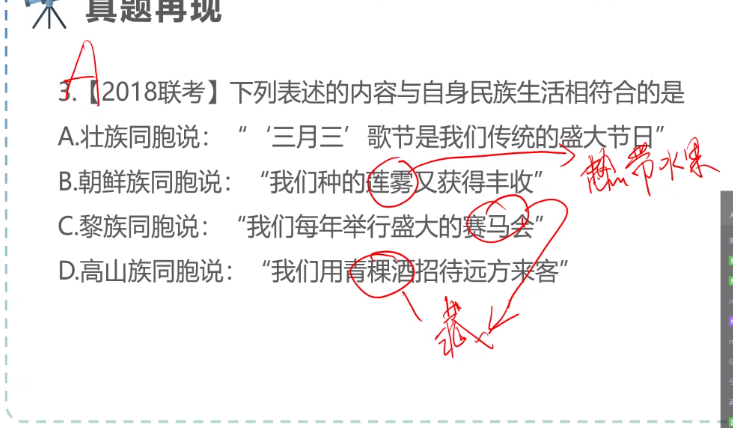 真题再现
A
3.【2018联考】下列表述的内容与自身民族生活相符合的是
A.壮族同胞说：“‘三月三’歌节是我们传统的盛大节日”
B.朝鲜族同胞说：“我们种的莲雾又获得丰收”
热带水果
C.黎族同胞说：“我们每年举行盛大的赛马会”
D.高山族同胞说：“我们用青稞酒招待远方来客”